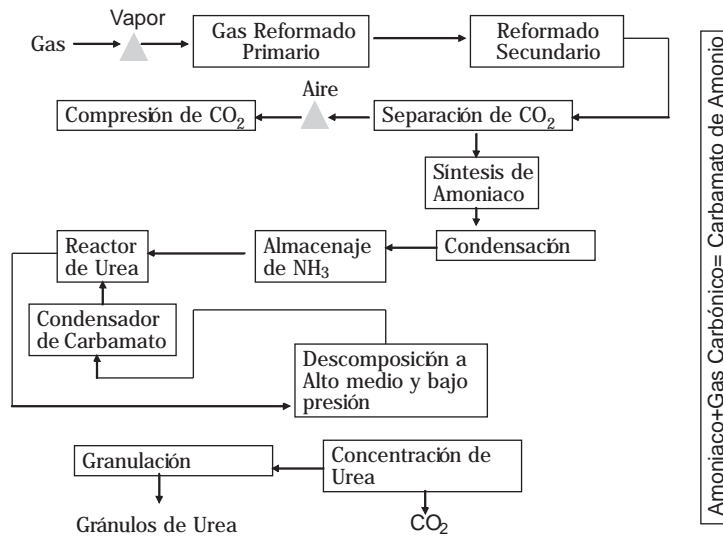 Vapor
Gas
Gas Reformado
Primario
Reformado
Secundario
Aire
Compresión de CO₂
Separación de CO₂
Síntesis de
Amoniaco
Reactor
de Urea
Almacenaje
de NH₃
Condensación
Condensador
de Carbamato
Descomposición a
Alto medio y bajo
presión
Granulación
Concentración de
Urea
Gránulos de Urea
CO₂
Amoniaco+Gas Carbónico= Carbamato de Amonio